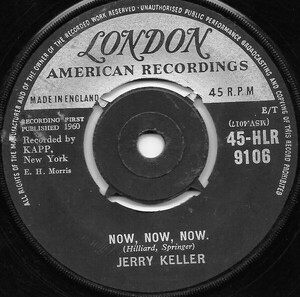 ALL RIGHTS OF THE MANUFACTURER AND OF THE OWNER OF THE RECORDED WORK RESERVED · UNAUTHORISED PUBLIC PERFORMANCE BROADCASTING AND COPYING OF THIS RECORD PROHIBITED
LONDON
AMERICAN RECORDINGS
MADE IN ENGLAND
45 R.P.M
RECORDING FIRST
PUBLISHED 1960
Recorded by
KAPP,
New York
E. H. Morris
E/T
(MSV.4017)
45-HLR
9106
NOW, NOW, NOW.
(Hilliard, Springer)
JERRY KELLER